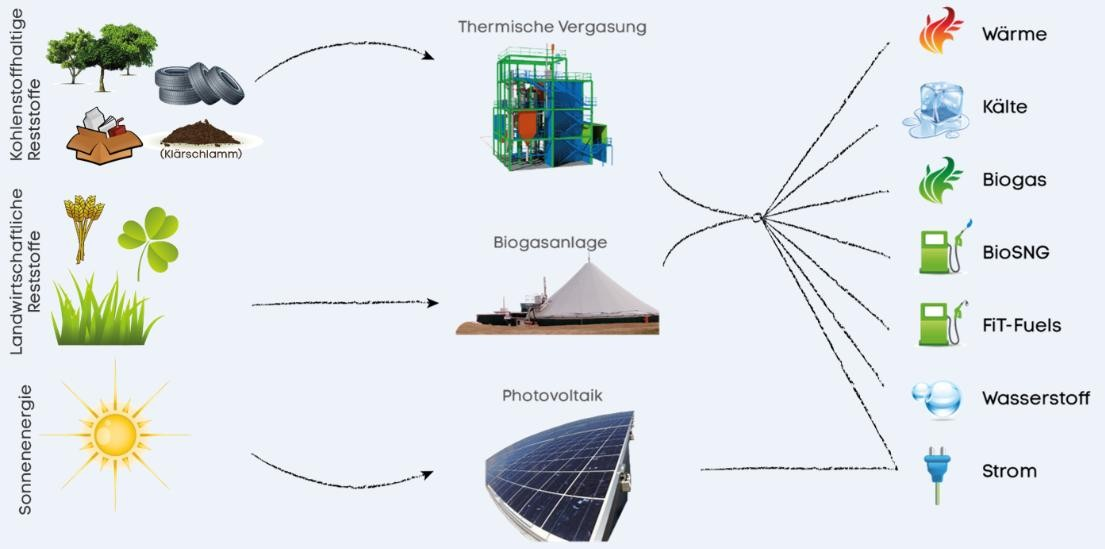 Kohlenstoffhaltige
Reststoffe
(Klärschlamm)
Thermische Vergasung
Wärme
Kälte
Biogas
Landwirtschaftliche
Reststoffe
Biogasanlage
BioSNG
FiT-Fuels
Sonnenenergie
Photovoltaik
Wasserstoff
Strom